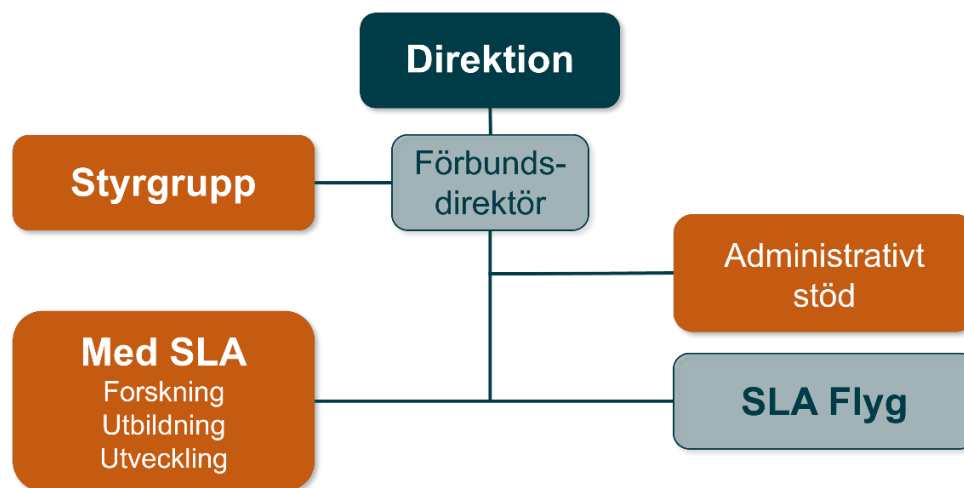 Direktion
Förbunds-
direktör
Styrgrupp
Administrativt
stöd
Med SLA
Forskning
Utbildning
Utveckling
SLA Flyg